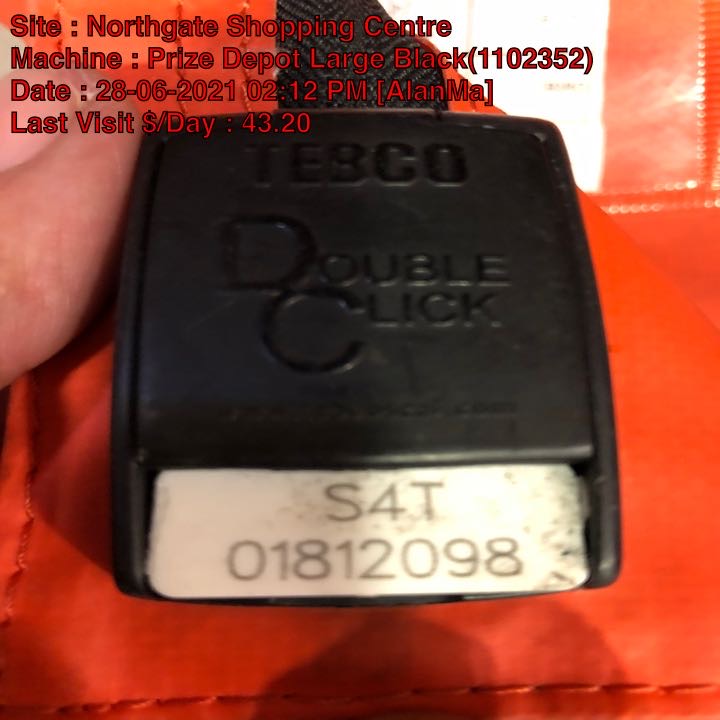 Site : Northgate Shopping Centre
Machine : Prize Depot Large Black(1102352)
Date : 28-06-2021 02:12 PM [AlanMa]
Last Visit $/Day : 43.20
TEBCO
DOUBLE
CLICK
S4T
01812098